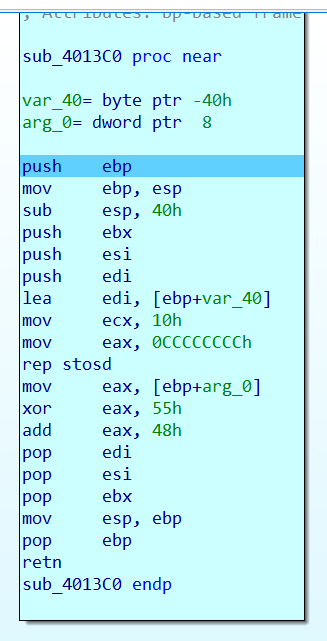 ; Attributes: bp-based frame
sub_4013C0 proc near
var_40= byte ptr -40h
arg_0= dword ptr  8
push    ebp
mov     ebp, esp
sub     esp, 40h
push    ebx
push    esi
push    edi
lea     edi, [ebp+var_40]
mov     ecx, 10h
mov     eax, 0CCCCCCCCh
rep stosd
mov     eax, [ebp+arg_0]
xor     eax, 55h
add     eax, 48h
pop     edi
pop     esi
pop     ebx
mov     esp, ebp
pop     ebp
retn
sub_4013C0 endp